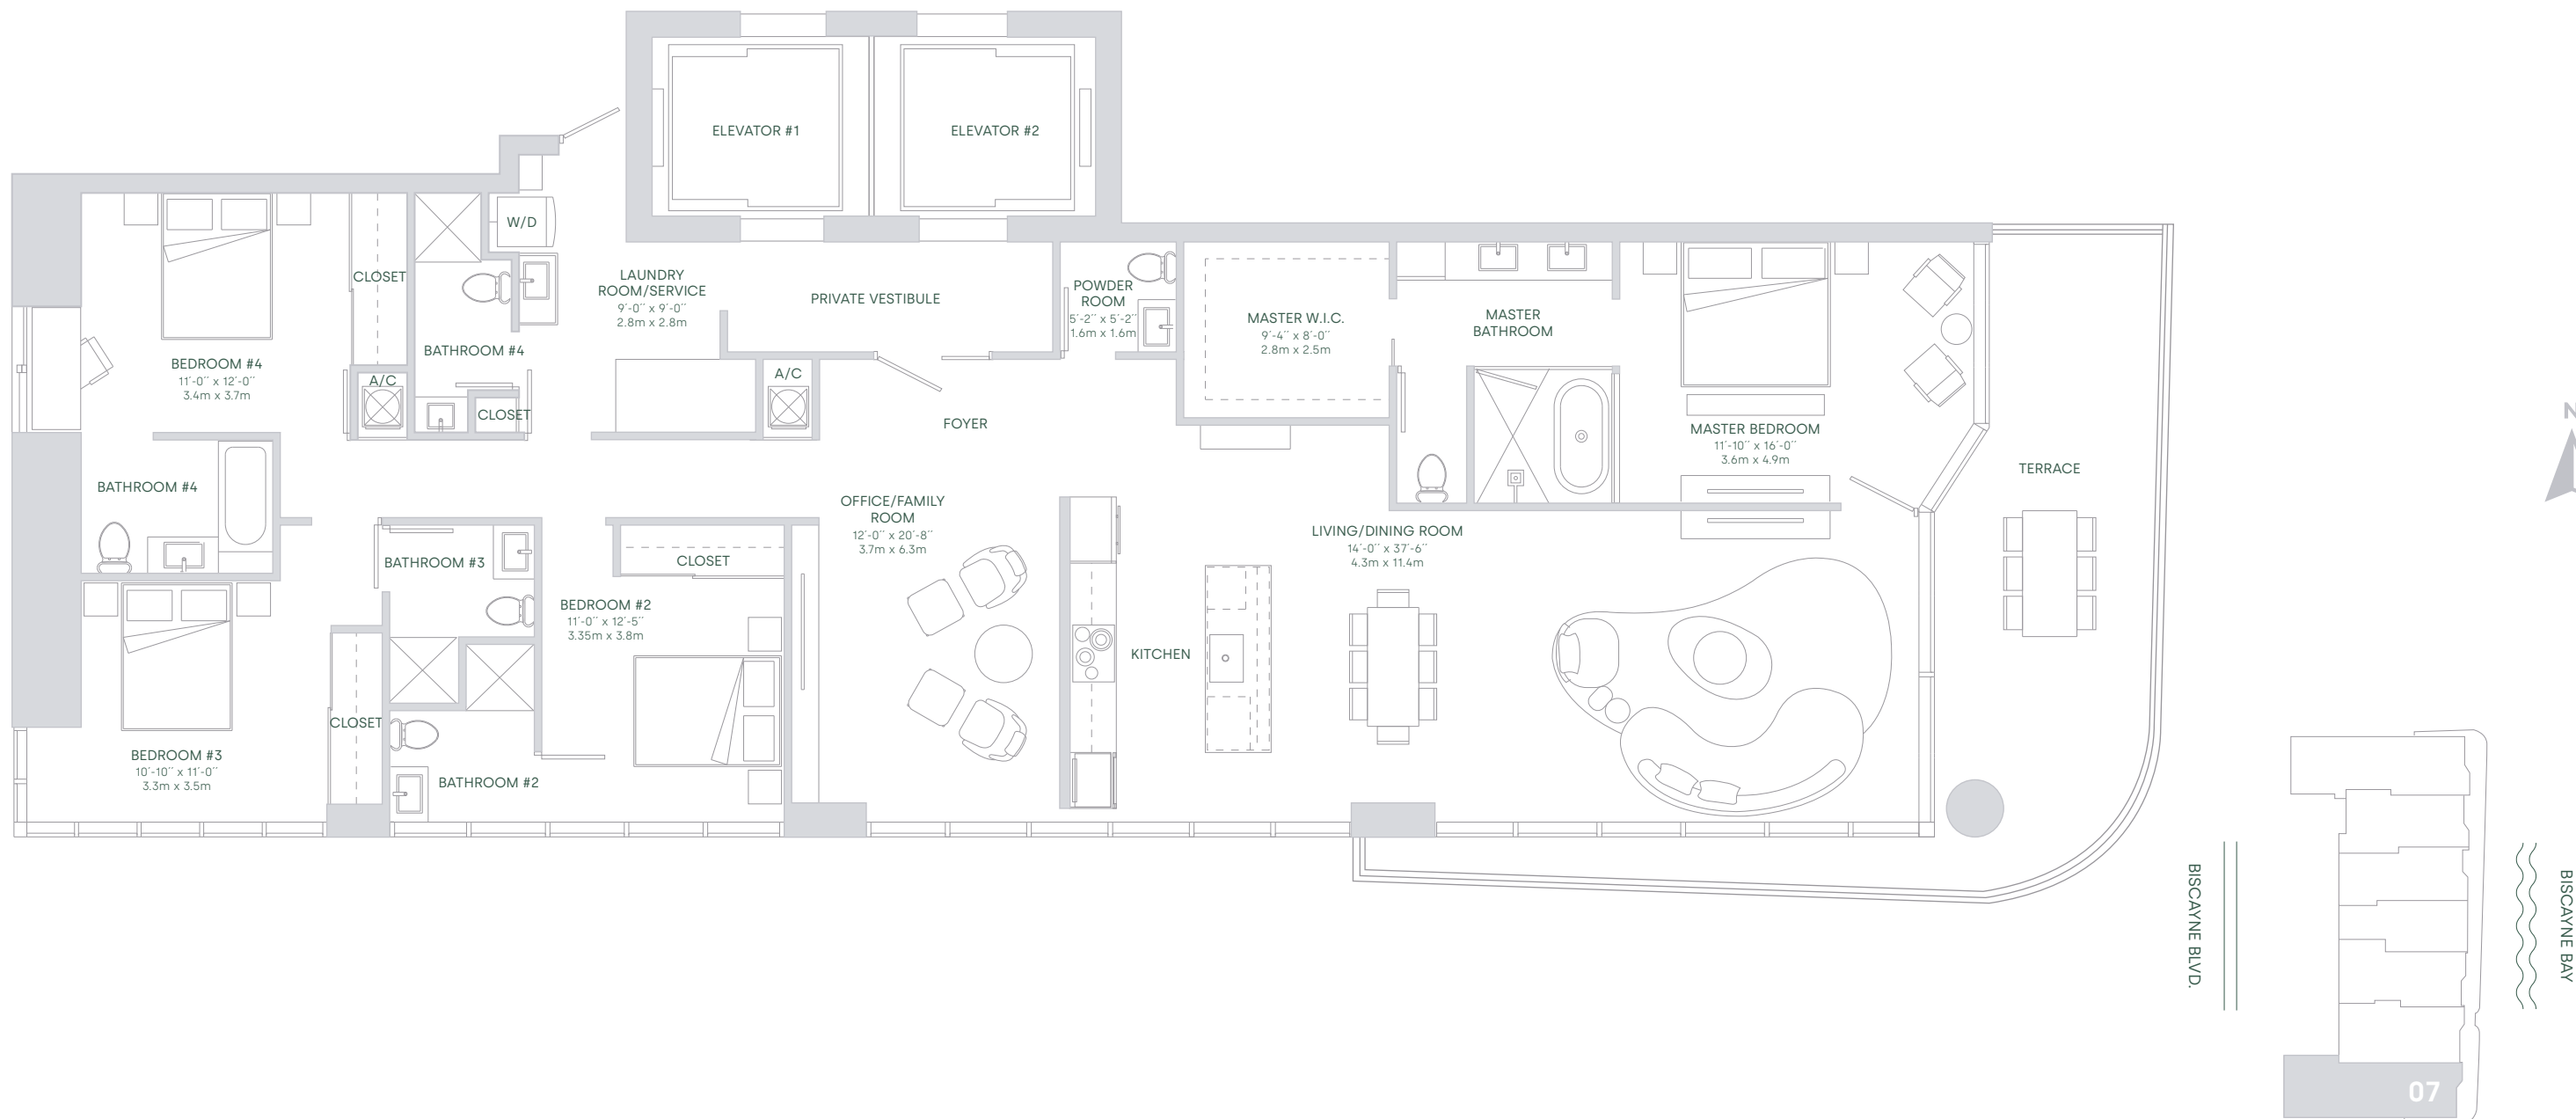 ELEVATOR #1
ELEVATOR #2
W/D
CLOSET
LAUNDRY
ROOM/SERVICE
9´-0´´ x 9´-0´´
2.8m x 2.8m
PRIVATE VESTIBULE
POWDER
ROOM
5´-2´´ x 5´-2´´
1.6m x 1.6m
MASTER W.I.C.
9´-4´´ x 8´-0´´
2.8m x 2.5m
MASTER
BATHROOM
BEDROOM #4
11´-0´´ x 12´-0´´
3.4m x 3.7m
BATHROOM #4
A/C
A/C
CLOSET
FOYER
MASTER BEDROOM
11´-10´´ x 16´-0´´
3.6m x 4.9m
TERRACE
N
BATHROOM #4
OFFICE/FAMILY
ROOM
12´-0´´ x 20´-8´´
3.7m x 6.3m
LIVING/DINING ROOM
14´-0´´ x 37´-6´´
4.3m x 11.4m
BATHROOM #3
CLOSET
BEDROOM #2
11´-0´´ x 12´-5´´
3.35m x 3.8m
KITCHEN
CLOSET
BEDROOM #3
10´-10´´ x 11´-0´´
3.3m x 3.5m
BATHROOM #2
BISCAYNE BLVD.
BISCAYNE BAY
07